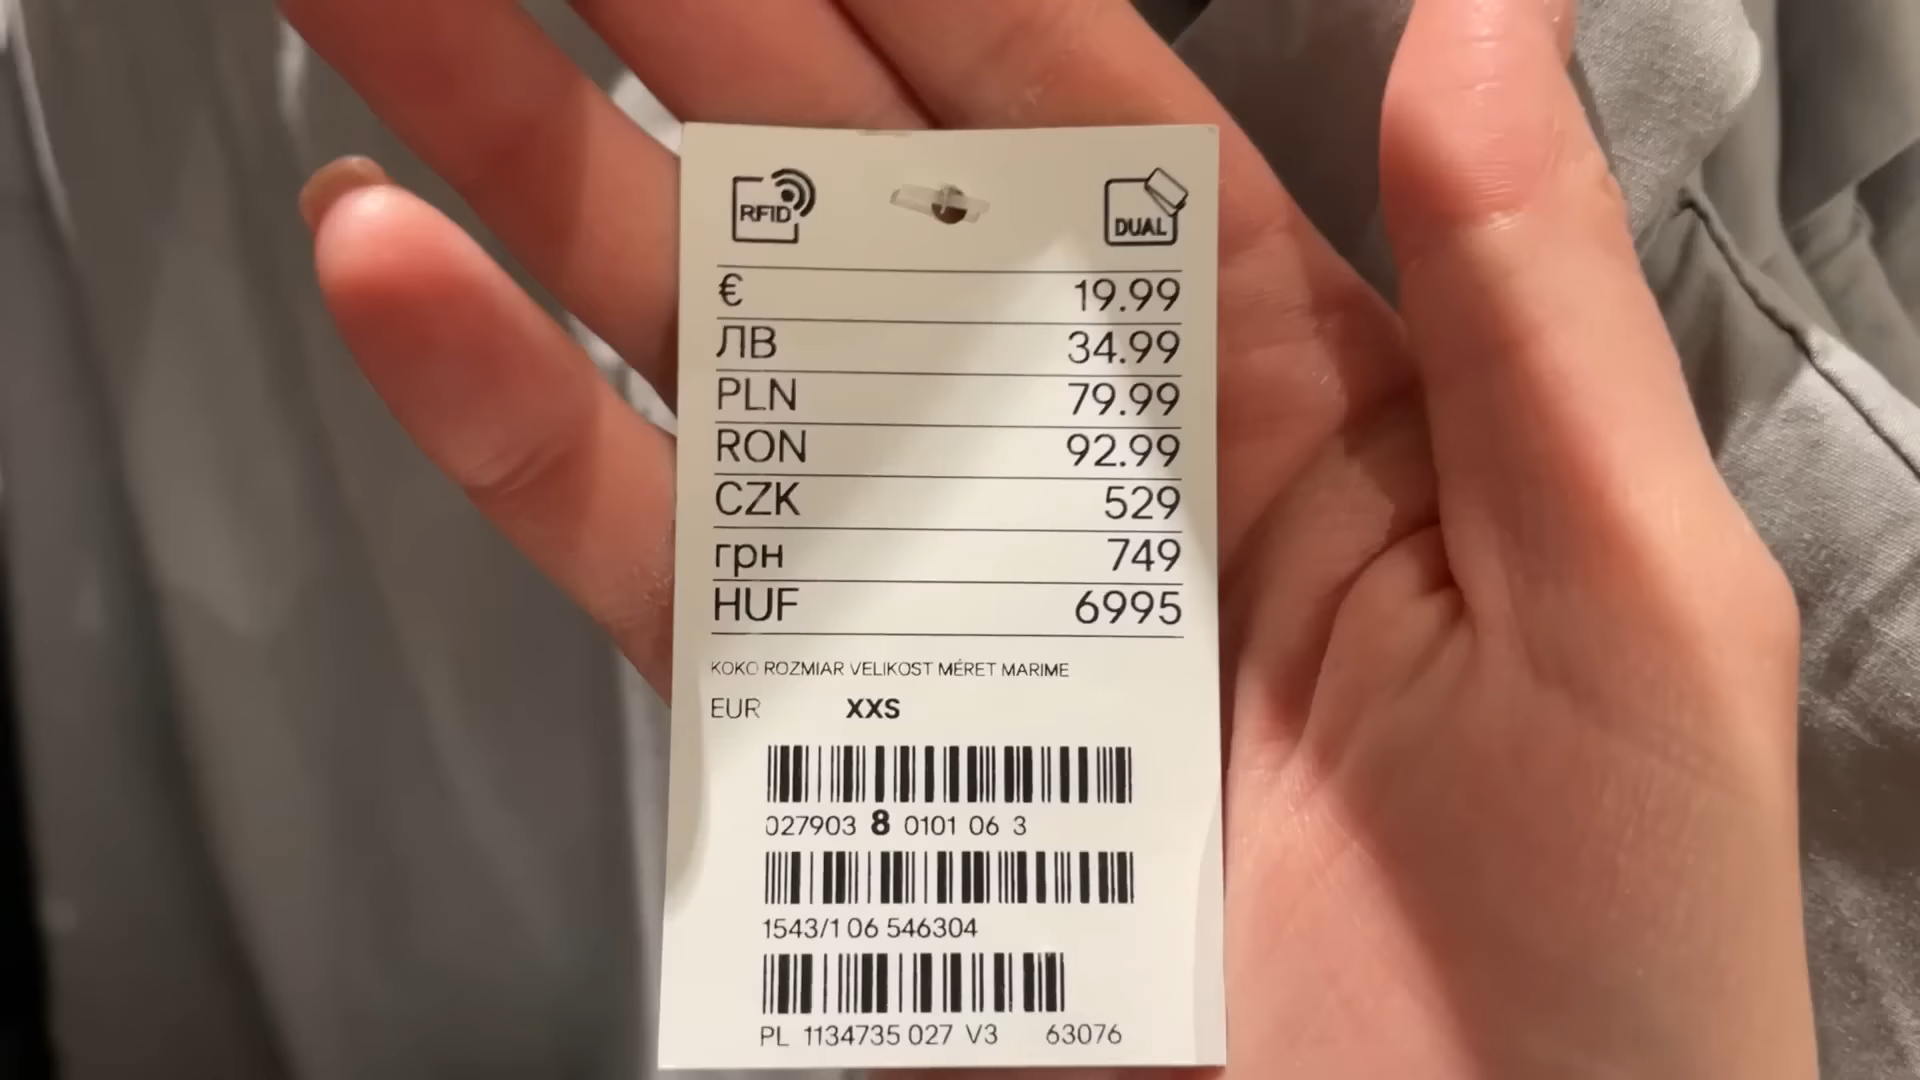 RFID
DUAL
€ 19.99
ЛВ 34.99
PLN 79.99
RON 92.99
CZK 529
грн 749
HUF 6995
KOKO ROZMIAR VELIKOST MÉRET MARIME
EUR XXS
027903 8 0101 06 3
1543/1 06 546304
PL 1134735 027 V3 63076